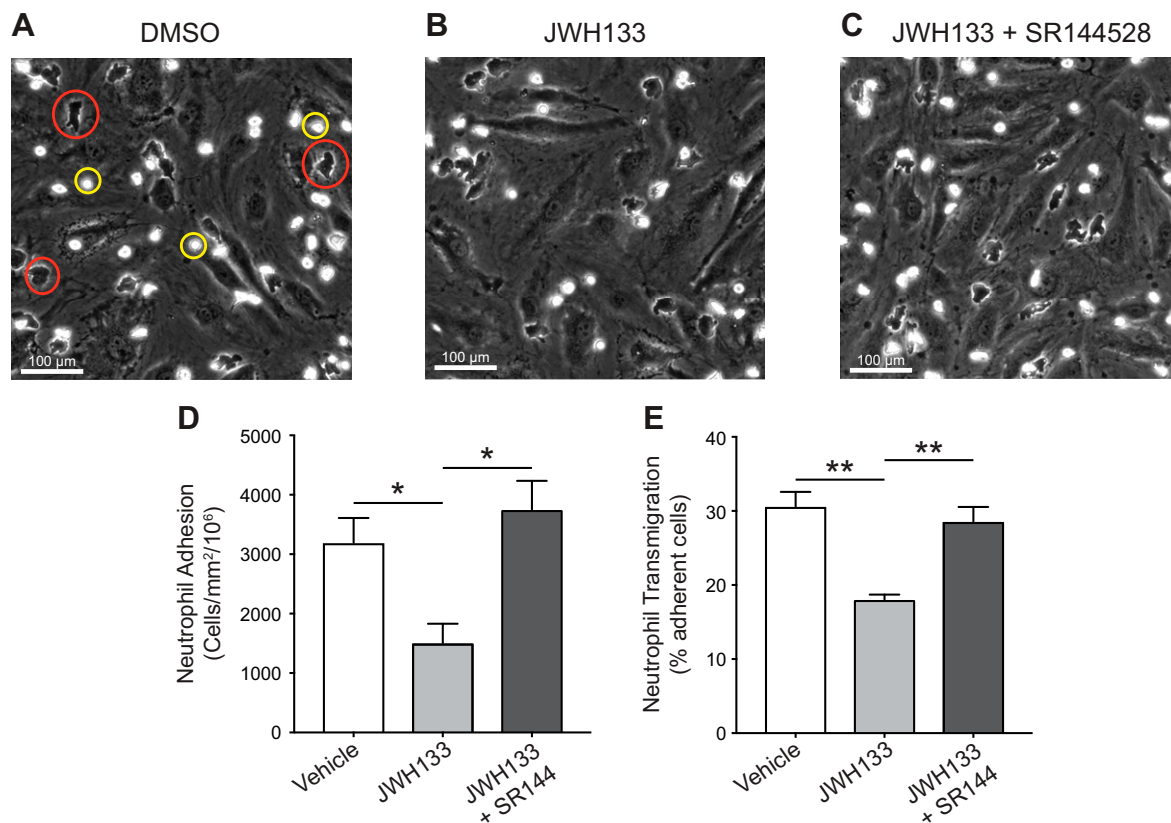 A
DMSO
B
JWH133
C
JWH133 + SR144528
100 µm
100 µm
100 µm
D
Neutrophil Adhesion
(Cells/mm²/10⁶)
5000
4000
3000
2000
1000
0
*
*
Vehicle
JWH133
JWH133
+ SR144
E
Neutrophil Transmigration
(% adherent cells)
40
30
20
10
0
**
**
Vehicle
JWH133
JWH133
+ SR144